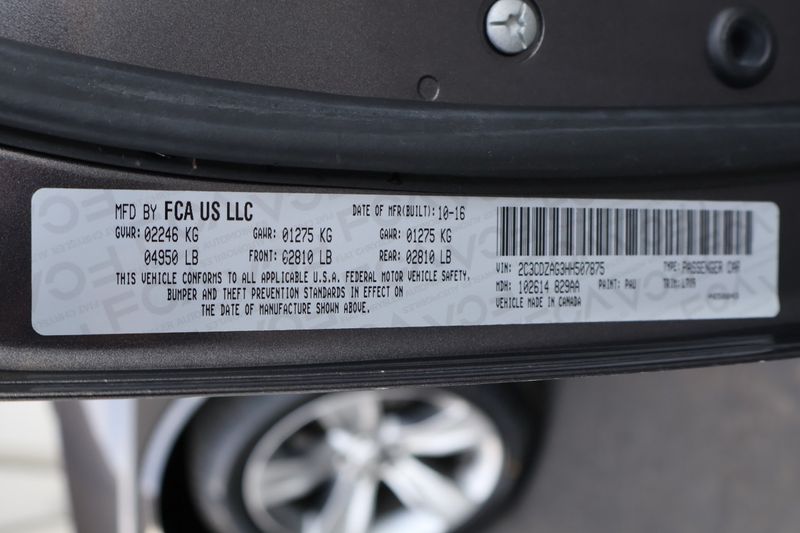 MFD BY FCA US LLC DATE OF MFR(BUILT): 10-16
GVWR: 02246 KG GAWR: 01275 KG GAWR: 01275 KG
04950 LB FRONT: 02810 LB REAR: 02810 LB
THIS VEHICLE CONFORMS TO ALL APPLICABLE U.S.A. FEDERAL MOTOR VEHICLE SAFETY,
BUMPER AND THEFT PREVENTION STANDARDS IN EFFECT ON
THE DATE OF MANUFACTURE SHOWN ABOVE.
VIN: 2C3CDZAG3HH507875 TYPE: PASSENGER CAR
MDH: 102614 829AA PAINT: PAU TRIM:
VEHICLE MADE IN CANADA